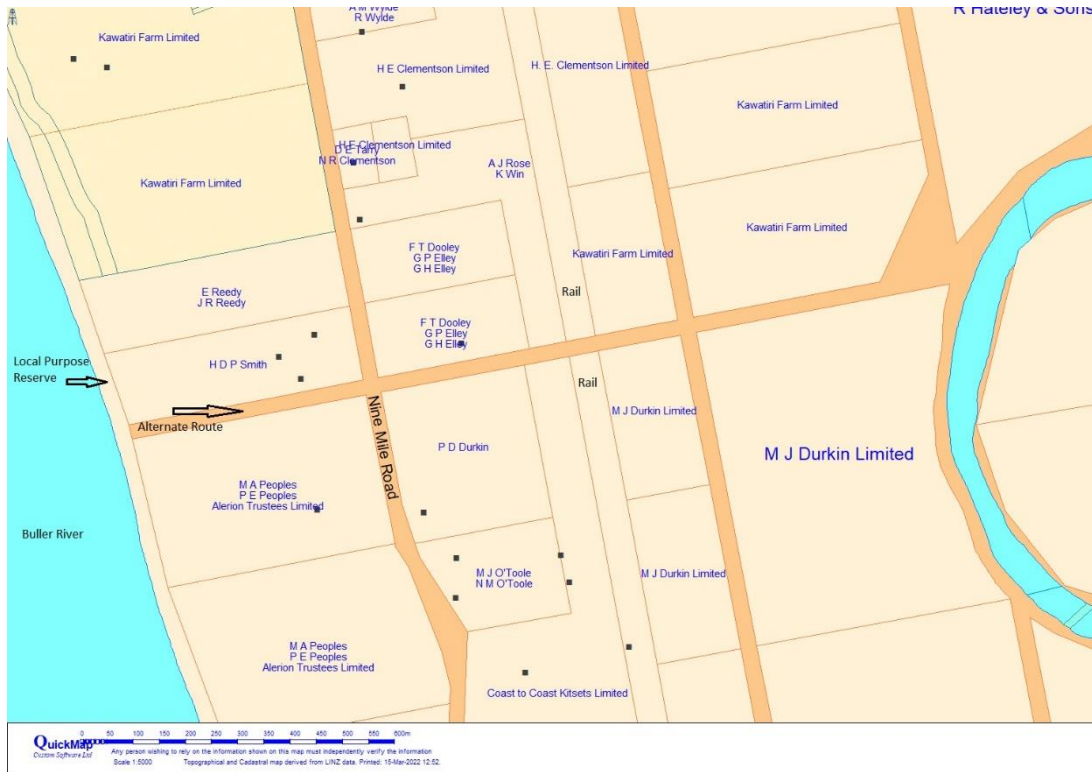 R Hateley & Sons
A M Wylde
R Wylde
Kawatiri Farm Limited
H E Clementson Limited
H. E. Clementson Limited
Kawatiri Farm Limited
H E Clementson Limited
D E Tarry
N R Clementson
A J Rose
K Win
Kawatiri Farm Limited
Kawatiri Farm Limited
F T Dooley
G P Elley
G H Elley
Kawatiri Farm Limited
E Reedy
J R Reedy
Rail
F T Dooley
G P Elley
G H Elley
Local Purpose
Reserve
H D P Smith
Rail
Alternate Route
Nine Mile Road
M J Durkin Limited
P D Durkin
M J Durkin Limited
M A Peoples
P E Peoples
Alerion Trustees Limited
Buller River
M J O'Toole
N M O'Toole
M J Durkin Limited
M A Peoples
P E Peoples
Alerion Trustees Limited
Coast to Coast Kitsets Limited
QuickMap
Custom Software Ltd
0 50 100 150 200 250 300 350 400 450 500 600m
Any person wishing to rely on the information shown on this map must independently verify the information
Scale 1:5000 Topographical and Cadastral map derived from LINZ data. Printed: 15-Mar-2022 12:52.